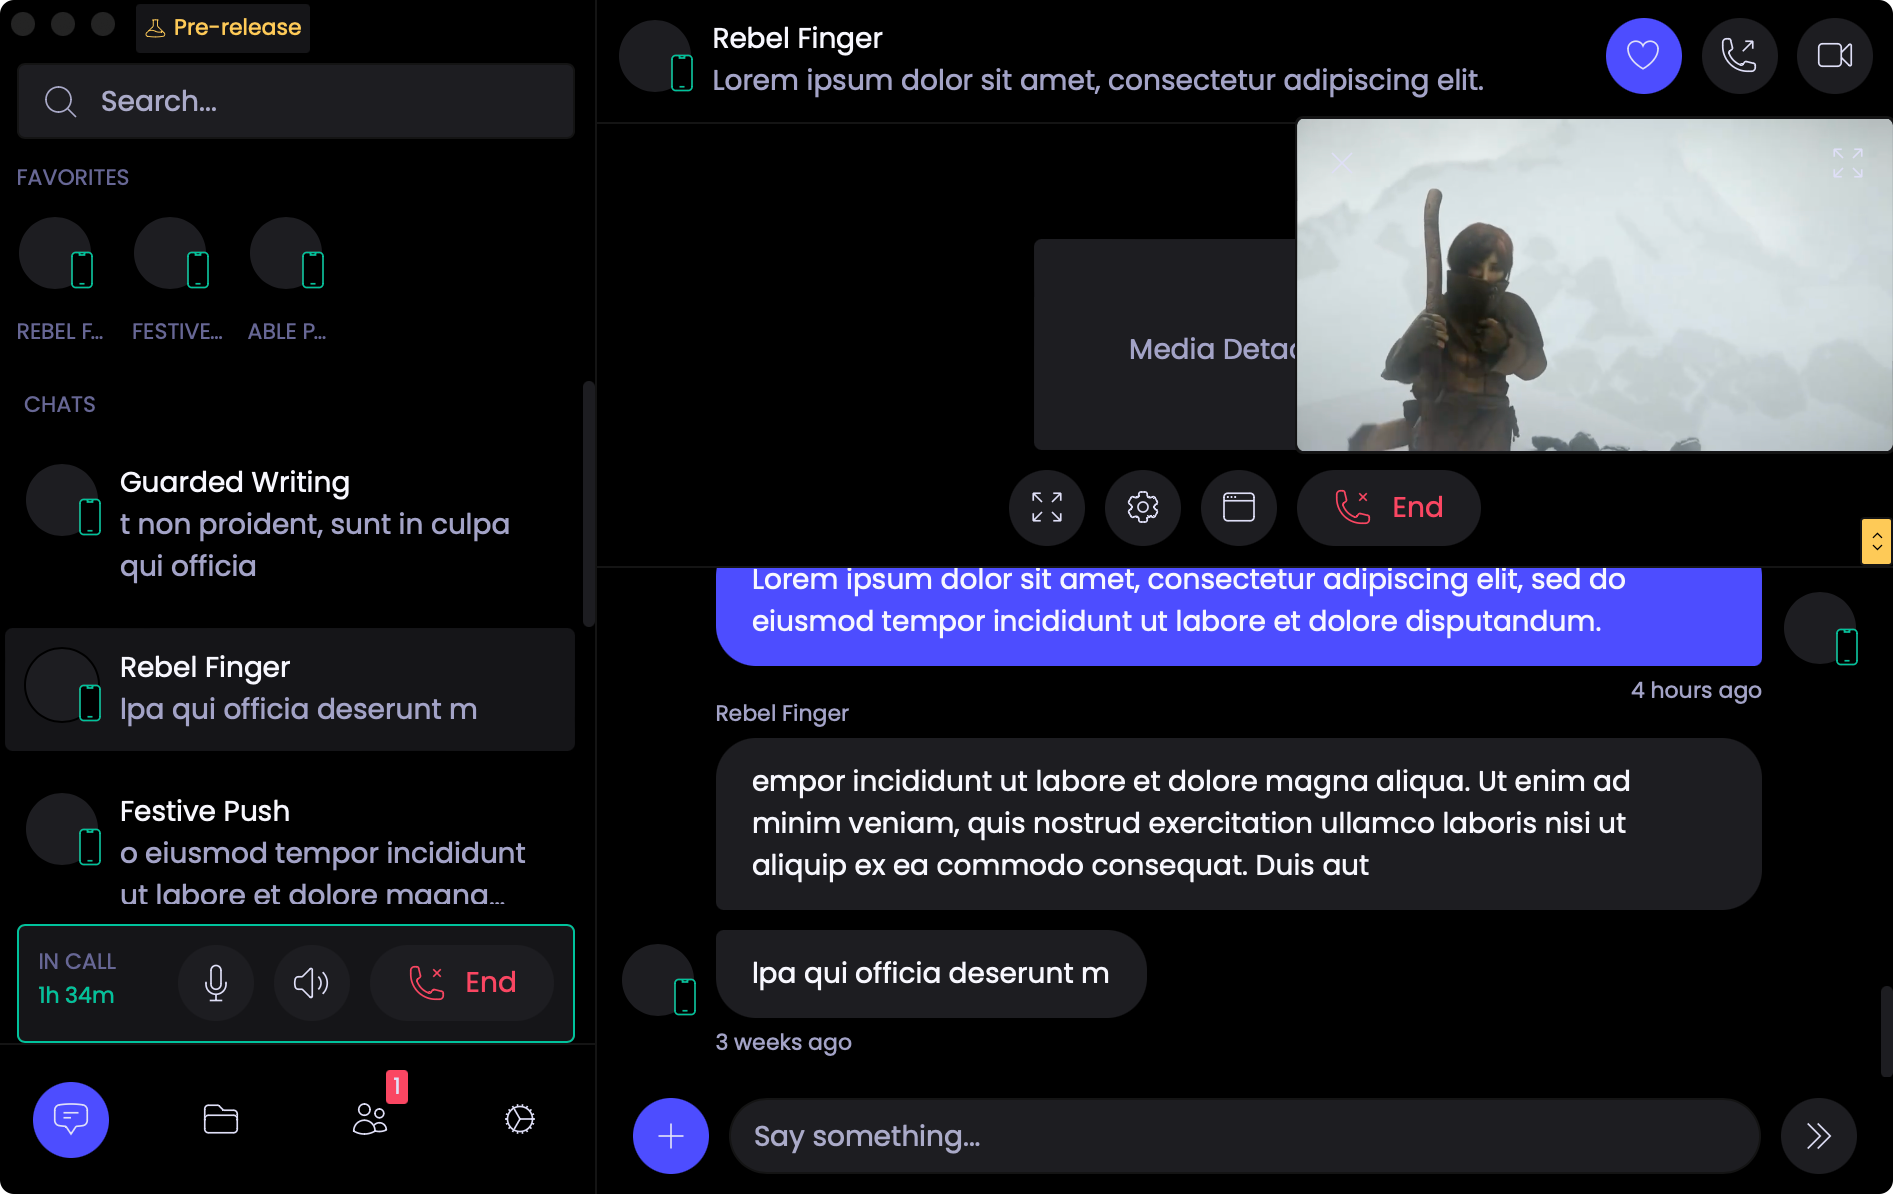 Pre-release
Search...
FAVORITES
REBEL F...
FESTIVE...
ABLE P...
CHATS
Guarded Writing
t non proident, sunt in culpa
qui officia
Rebel Finger
lpa qui officia deserunt m
Festive Push
o eiusmod tempor incididunt
ut labore et dolore magna...
IN CALL
1h 34m
End
1
Rebel Finger
Lorem ipsum dolor sit amet, consectetur adipiscing elit.
Media Detac
End
Lorem ipsum dolor sit amet, consectetur adipiscing elit, sed do
eiusmod tempor incididunt ut labore et dolore disputandum.
4 hours ago
Rebel Finger
empor incididunt ut labore et dolore magna aliqua. Ut enim ad
minim veniam, quis nostrud exercitation ullamco laboris nisi ut
aliquip ex ea commodo consequat. Duis aut
lpa qui officia deserunt m
3 weeks ago
Say something...